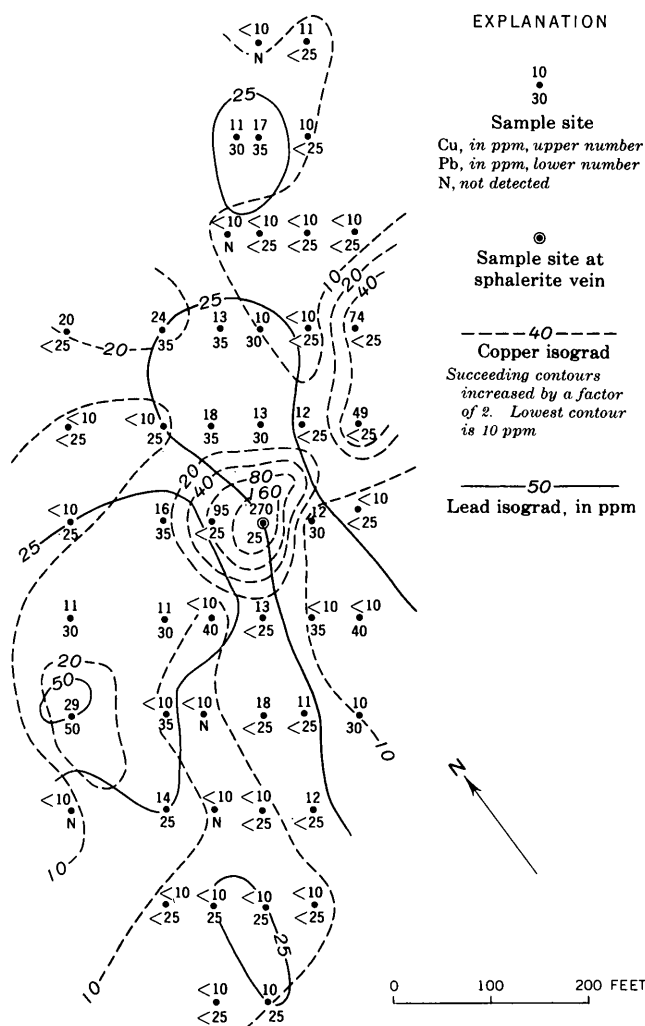 EXPLANATION
10
30
Sample site
Cu, in ppm, upper number
Pb, in ppm, lower number
N, not detected
Sample site at
sphalerite vein
40
Copper isograd
Succeeding contours
increased by a factor
of 2. Lowest contour
is 10 ppm
50
Lead isograd, in ppm
<10 11
N <25
25
11 17 10
30 35 <25
<10 <10 <10 <10
N <25 <25 <25
10 20 40
25
20 24 13 10 <10 74
<25 35 35 30 <25 <25
20
<10 <10 18 13 12 49
<25 25 35 30 <25 <25
20 40 80 160
<10 16 95 270 12 <10
25 35 <25 25 30 <25
25
11 11 <10 13 <10 <10
30 30 40 <25 35 40
20
50
29 <10 <10 18 11 10
50 35 N <25 <25 30
10
<10 14 <10 <10 12
N 25 N <25 <25
10
<10 <10 <10 <10
<25 25 25 <25
25
10
<10 10
<25 25
N
0 100 200 FEET